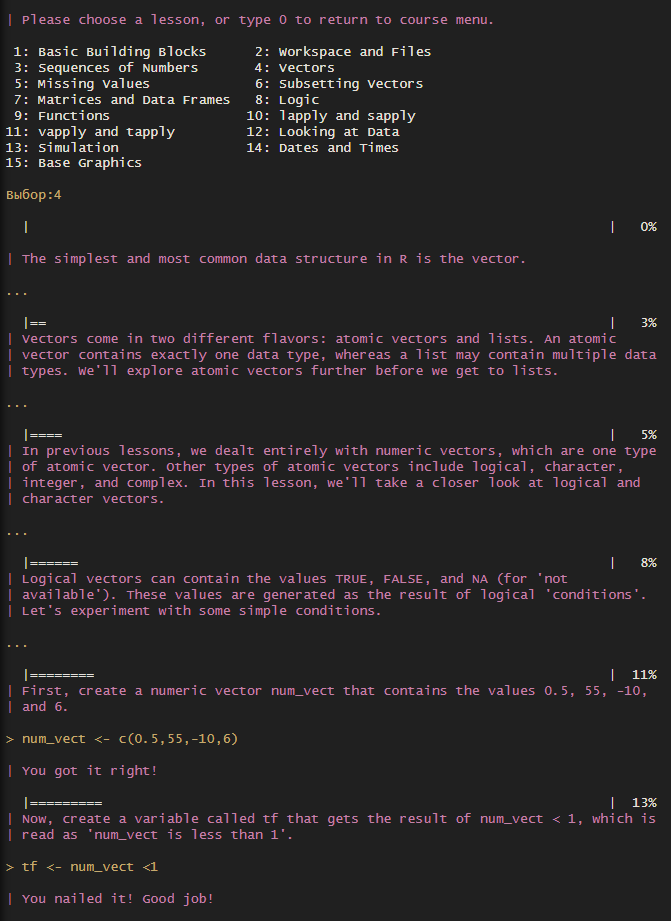 | Please choose a lesson, or type 0 to return to course menu.
1: Basic Building Blocks 2: Workspace and Files
3: Sequences of Numbers 4: Vectors
5: Missing Values 6: Subsetting Vectors
7: Matrices and Data Frames 8: Logic
9: Functions 10: lapply and sapply
11: vapply and tapply 12: Looking at Data
13: Simulation 14: Dates and Times
15: Base Graphics
Выбор:4
| | 0%
| The simplest and most common data structure in R is the vector.
...
|== | 3%
| Vectors come in two different flavors: atomic vectors and lists. An atomic
| vector contains exactly one data type, whereas a list may contain multiple data
| types. We'll explore atomic vectors further before we get to lists.
...
|==== | 5%
| In previous lessons, we dealt entirely with numeric vectors, which are one type
| of atomic vector. Other types of atomic vectors include logical, character,
| integer, and complex. In this lesson, we'll take a closer look at logical and
| character vectors.
...
|====== | 8%
| Logical vectors can contain the values TRUE, FALSE, and NA (for 'not
| available'). These values are generated as the result of logical 'conditions'.
| Let's experiment with some simple conditions.
...
|======== | 11%
| First, create a numeric vector num_vect that contains the values 0.5, 55, -10,
| and 6.
> num_vect <- c(0.5,55,-10,6)
| You got it right!
|========= | 13%
| Now, create a variable called tf that gets the result of num_vect < 1, which is
| read as 'num_vect is less than 1'.
> tf <- num_vect <1
| You nailed it! Good job!